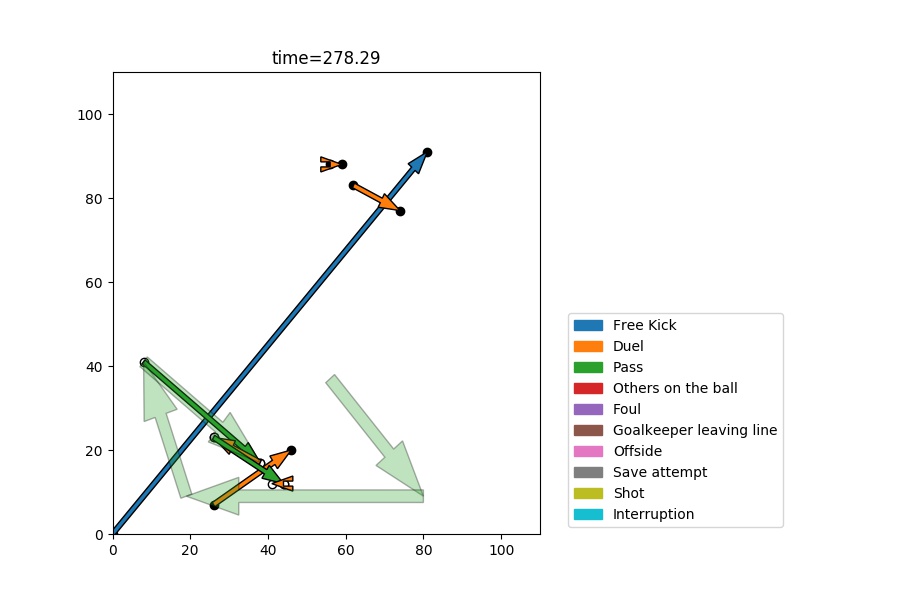 time=278.29
100
80
60
40
20
0
0 20 40 60 80 100
Free Kick
Duel
Pass
Others on the ball
Foul
Goalkeeper leaving line
Offside
Save attempt
Shot
Interruption